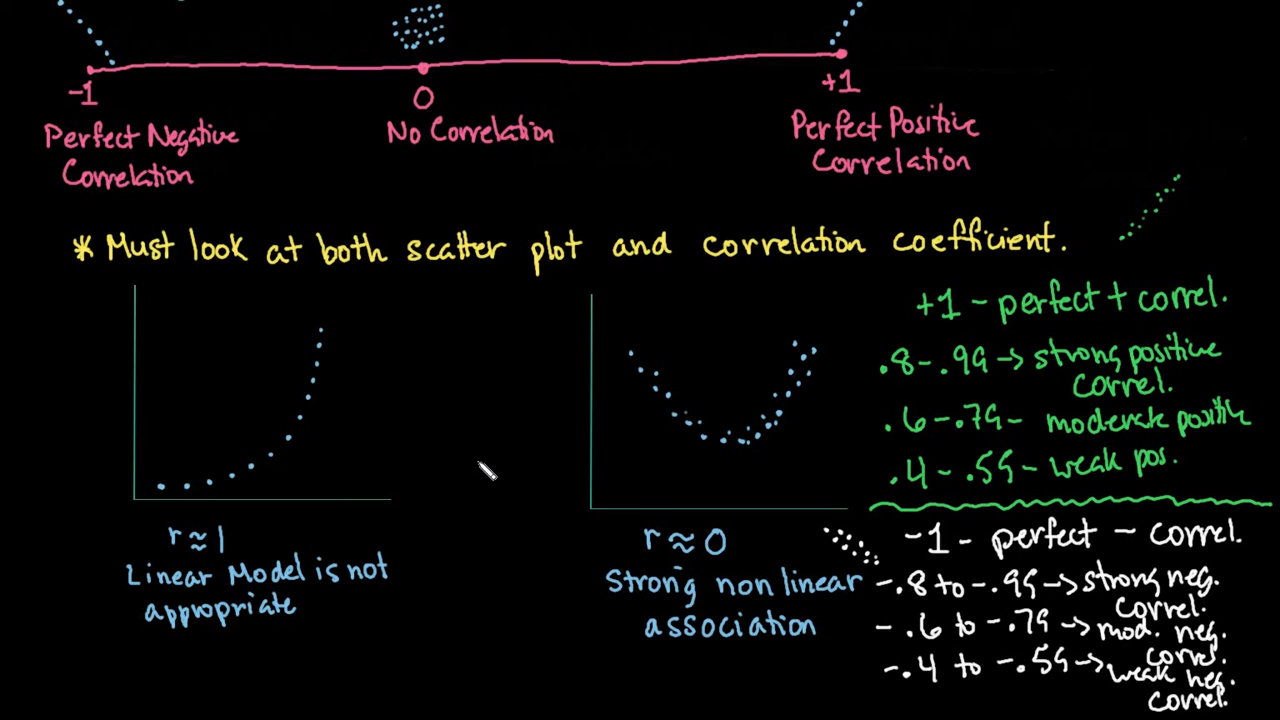 -1
0
+1
Perfect Negative
Correlation
No Correlation
Perfect Positive
Correlation
* Must look at both scatter plot and correlation coefficient.
r ≈ 1
Linear Model is not
appropriate
r ≈ 0
Strong non linear
association
+1 - perfect + correl.
.8 - .99 → strong positive
correl.
.6 - .79 - moderate positiv
.4 - .59 - weak pos.
-1 - perfect - correl.
-.8 to -.99 → strong neg.
correl.
-.6 to -.79 → mod. neg.
correl.
-.4 to -.59 → weak neg.
correl.